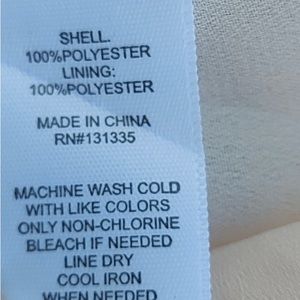 SHELL.
100%POLYESTER
LINING:
100%POLYESTER
MADE IN CHINA
RN#131335
MACHINE WASH COLD
WITH LIKE COLORS
ONLY NON-CHLORINE
BLEACH IF NEEDED
LINE DRY
COOL IRON
WHEN NEEDED